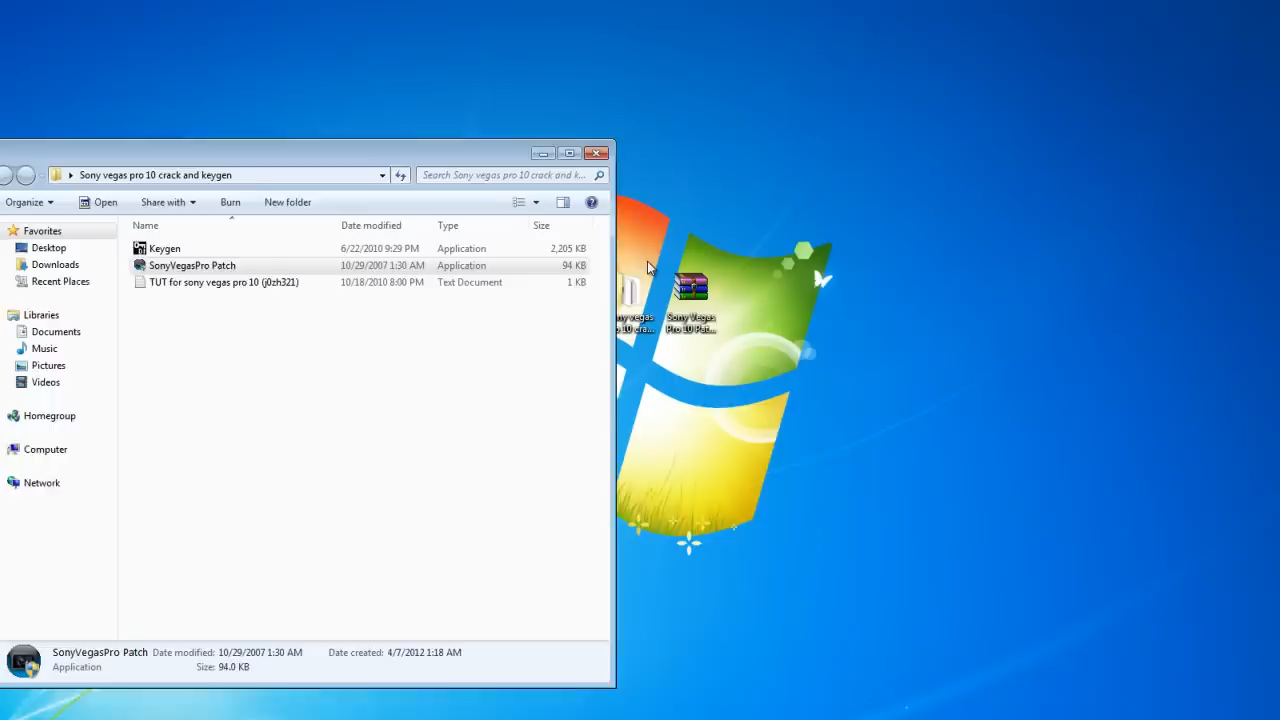 Sony vegas pro 10 crack and keygen
Search Sony vegas pro 10 crack and k...
Organize Open Share with Burn New folder
Name Date modified Type Size
Favorites
Desktop
Downloads
Recent Places
Libraries
Documents
Music
Pictures
Videos
Homegroup
Computer
Network
Keygen 6/22/2010 9:29 PM Application 2,205 KB
SonyVegasPro Patch 10/29/2007 1:30 AM Application 94 KB
TUT for sony vegas pro 10 (j0zh321) 10/18/2010 8:00 PM Text Document 1 KB
ny vegas
10 cra...
Sony Vegas
Pro 10 Pat...
SonyVegasPro Patch Date modified: 10/29/2007 1:30 AM Date created: 4/7/2012 1:18 AM
Application Size: 94.0 KB